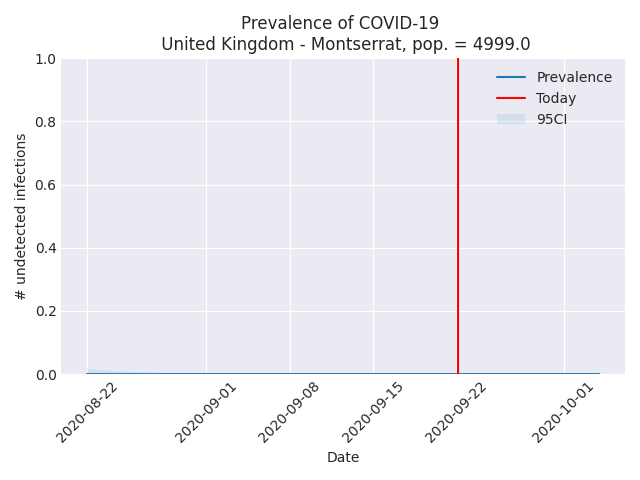 Prevalence of COVID-19
United Kingdom - Montserrat, pop. = 4999.0
Prevalence
Today
95CI
1.0
0.8
0.6
0.4
0.2
0.0
# undetected infections
2020-08-22
2020-09-01
2020-09-08
2020-09-15
2020-09-22
2020-10-01
Date